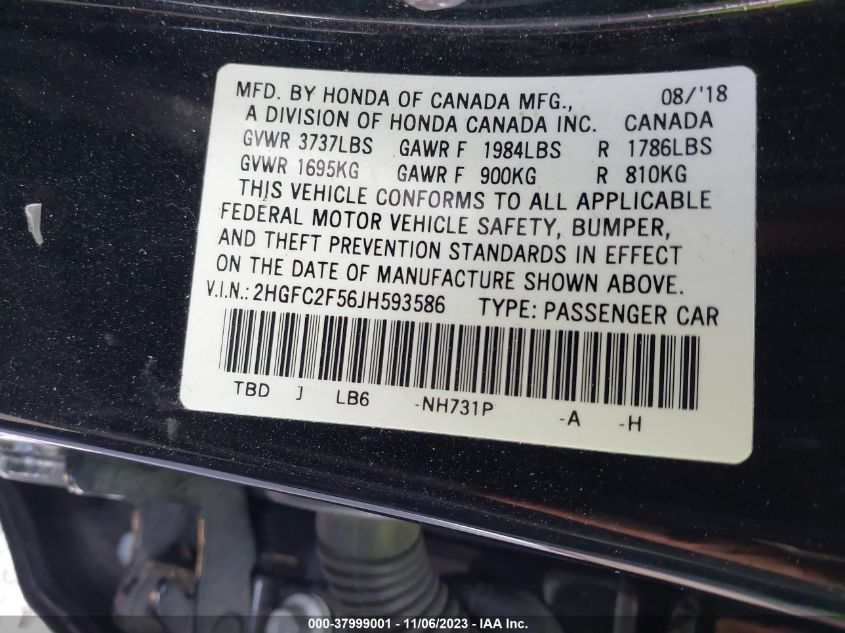 MFD. BY HONDA OF CANADA MFG., 08/'18
A DIVISION OF HONDA CANADA INC. CANADA
GVWR 3737LBS GAWR F 1984LBS R 1786LBS
GVWR 1695KG GAWR F 900KG R 810KG
THIS VEHICLE CONFORMS TO ALL APPLICABLE
FEDERAL MOTOR VEHICLE SAFETY, BUMPER,
AND THEFT PREVENTION STANDARDS IN EFFECT
ON THE DATE OF MANUFACTURE SHOWN ABOVE.
V.I.N.: 2HGFC2F56JH593586 TYPE: PASSENGER CAR
TBD J LB6 -NH731P -A -H
000-37999001 - 11/06/2023 - IAA Inc.